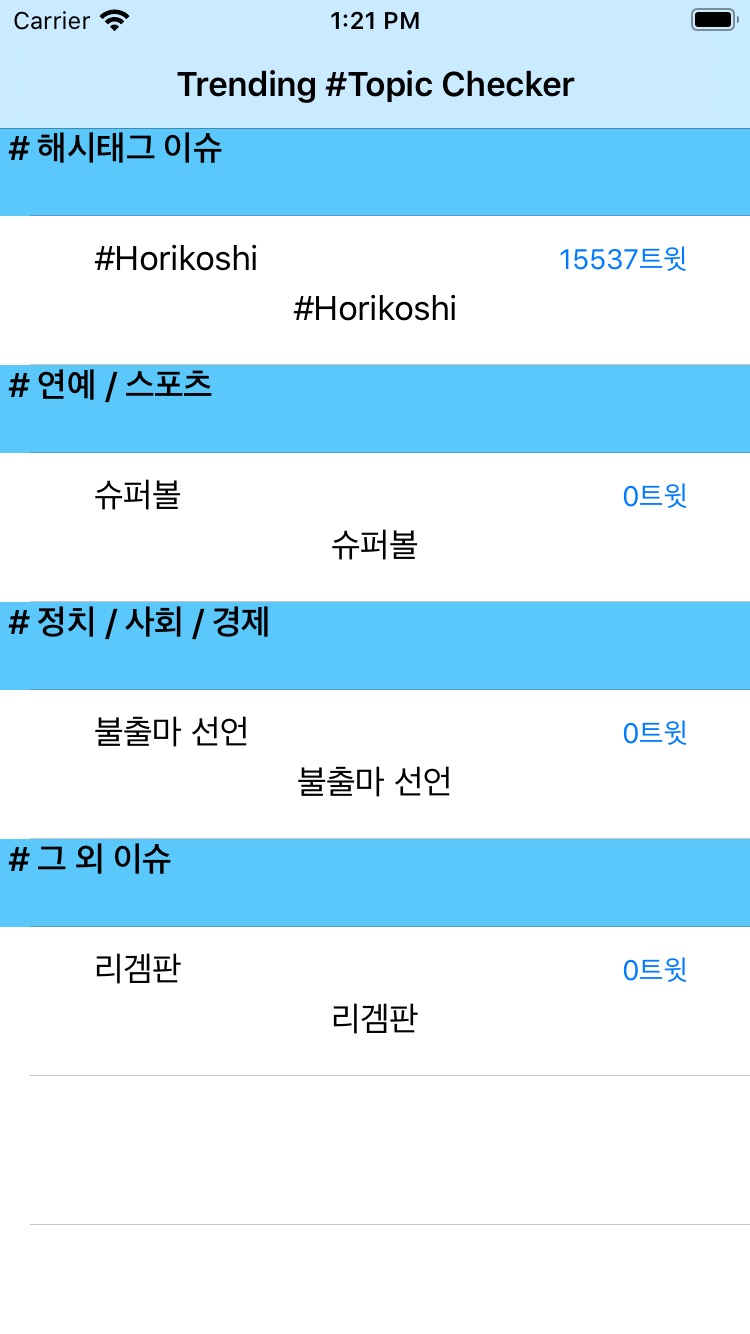 Carrier 1:21 PM
Trending #Topic Checker
# 해시태그 이슈
#Horikoshi 15537트윗
#Horikoshi
# 연예 / 스포츠
슈퍼볼 0트윗
슈퍼볼
# 정치 / 사회 / 경제
불출마 선언 0트윗
불출마 선언
# 그 외 이슈
리겜판 0트윗
리겜판